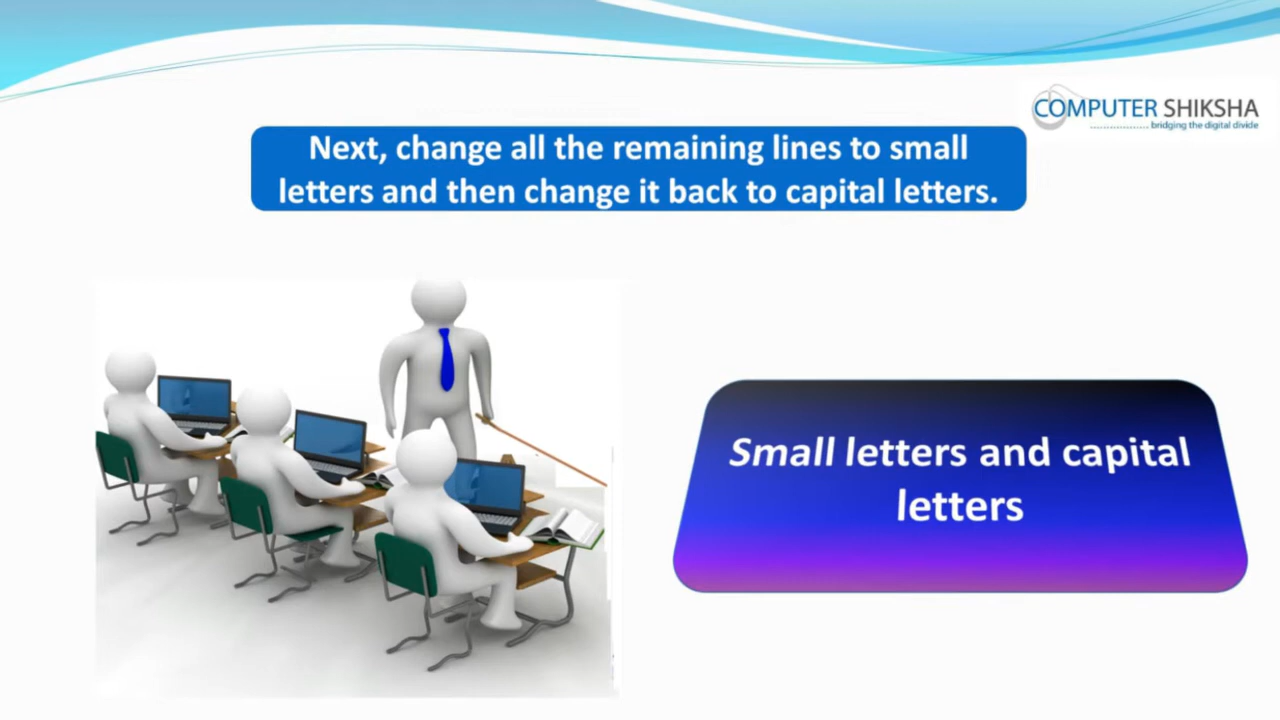 COMPUTER SHIKSHA
bridging the digital divide
Next, change all the remaining lines to small
letters and then change it back to capital letters.
Small letters and capital
letters